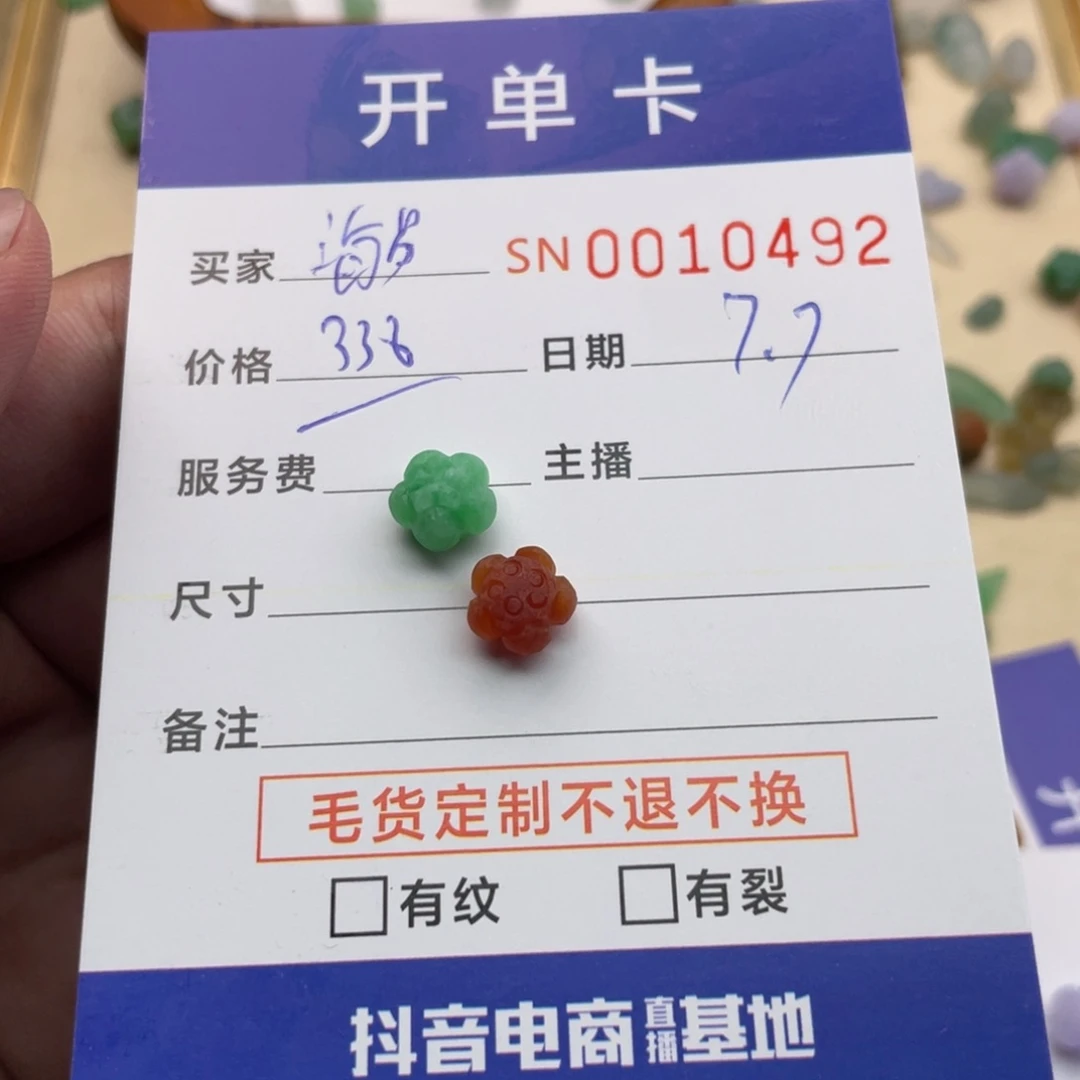 开单卡
买家 SN0010492
价格 338 日期 7.7
服务费 主播
尺寸
备注
毛货定制不退不换
有纹 有裂
抖音电商直播基地